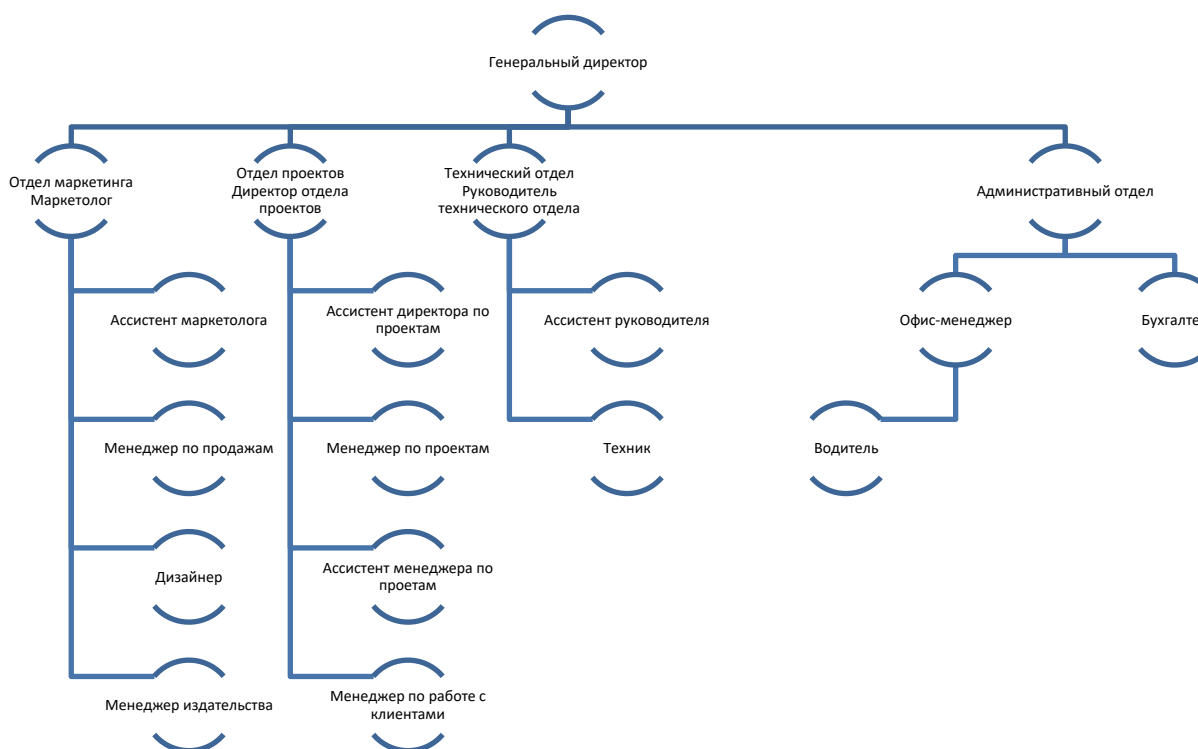 Генеральный директор
Отдел маркетинга
Маркетолог
Отдел проектов
Директор отдела
проектов
Технический отдел
Руководитель
технического отдела
Административный отдел
Ассистент маркетолога
Ассистент директора по
проектам
Ассистент руководителя
Офис-менеджер
Бухгалте
Менеджер по продажам
Менеджер по проектам
Техник
Водитель
Дизайнер
Ассистент менеджера по
проетам
Менеджер издательства
Менеджер по работе с
клиентами